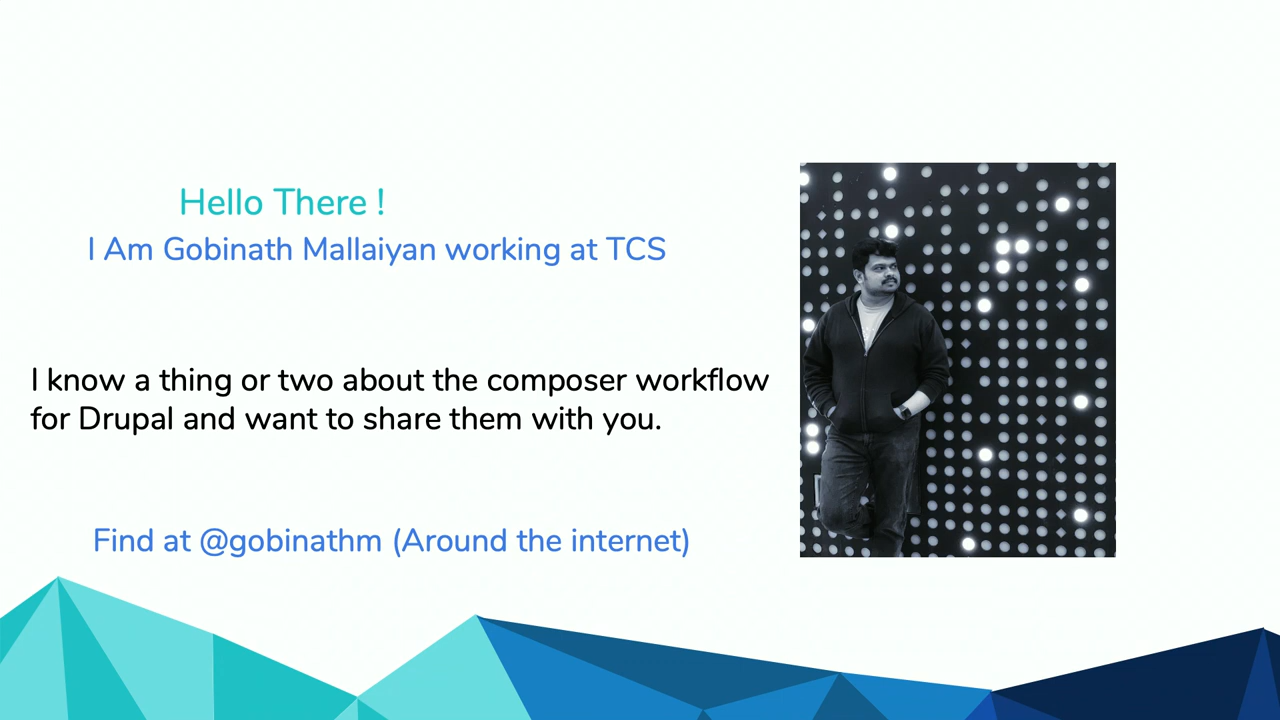 Hello There !
I Am Gobinath Mallaiyan working at TCS
I know a thing or two about the composer workflow
for Drupal and want to share them with you.
Find at @gobinathm (Around the internet)